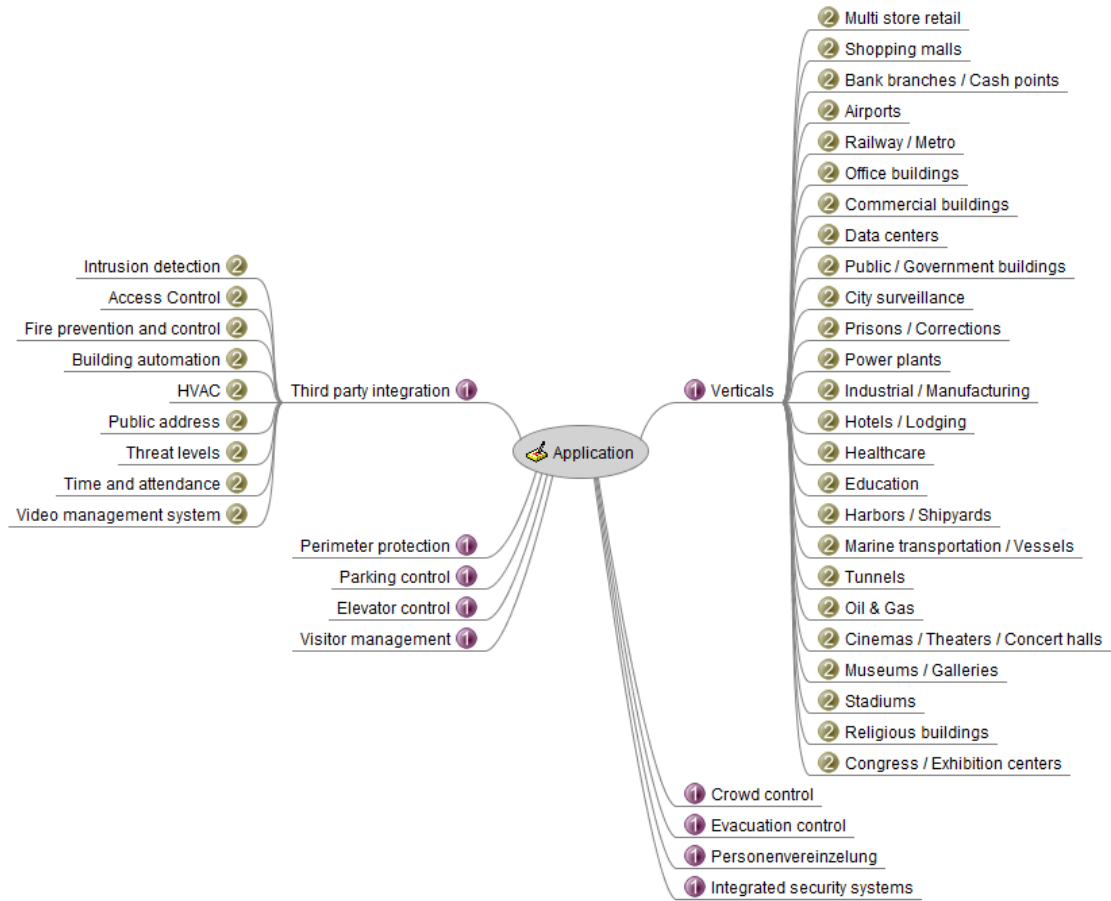 Multi store retail
Shopping malls
Bank branches / Cash points
Airports
Railway / Metro
Office buildings
Commercial buildings
Data centers
Public / Government buildings
City surveillance
Prisons / Corrections
Power plants
Industrial / Manufacturing
Hotels / Lodging
Healthcare
Education
Harbors / Shipyards
Marine transportation / Vessels
Tunnels
Oil & Gas
Cinemas / Theaters / Concert halls
Museums / Galleries
Stadiums
Religious buildings
Congress / Exhibition centers
Verticals
Application
Third party integration
Intrusion detection
Access Control
Fire prevention and control
Building automation
HVAC
Public address
Threat levels
Time and attendance
Video management system
Perimeter protection
Parking control
Elevator control
Visitor management
Crowd control
Evacuation control
Personenvereinzelung
Integrated security systems